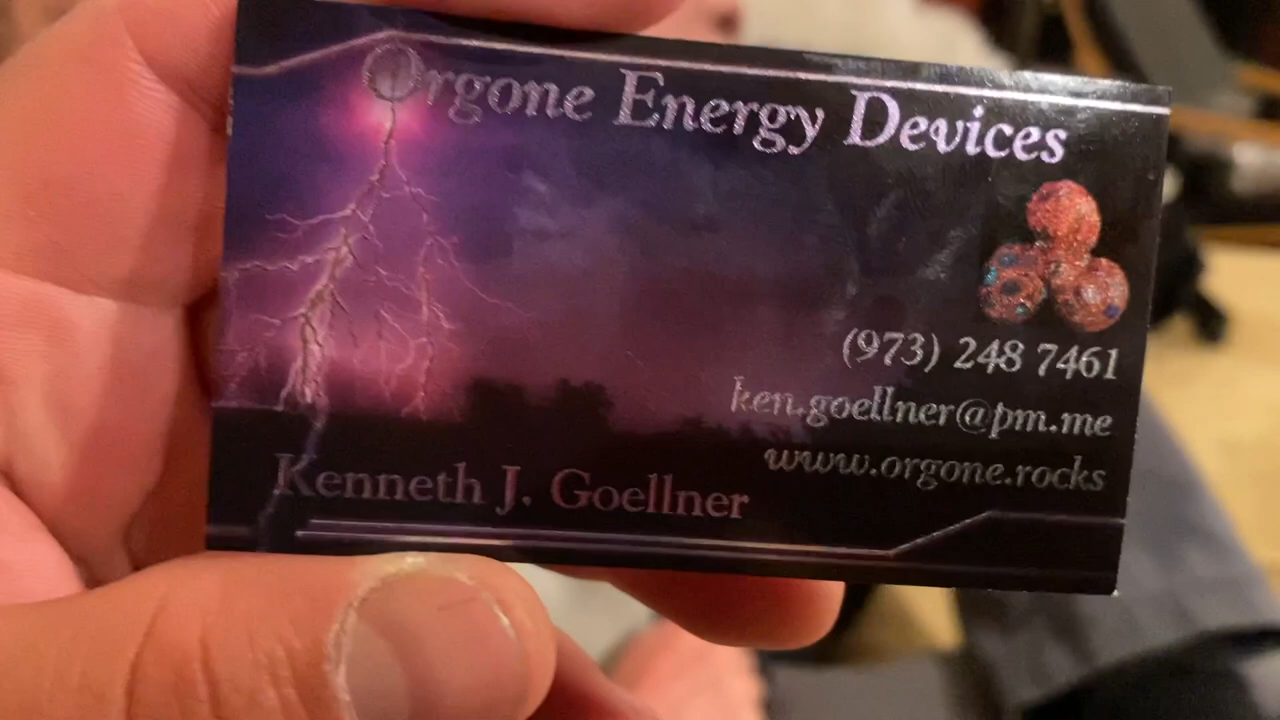 Orgone Energy Devices
(973) 248 7461
ken.goellner@pm.me
www.orgone.rocks
Kenneth J. Goellner